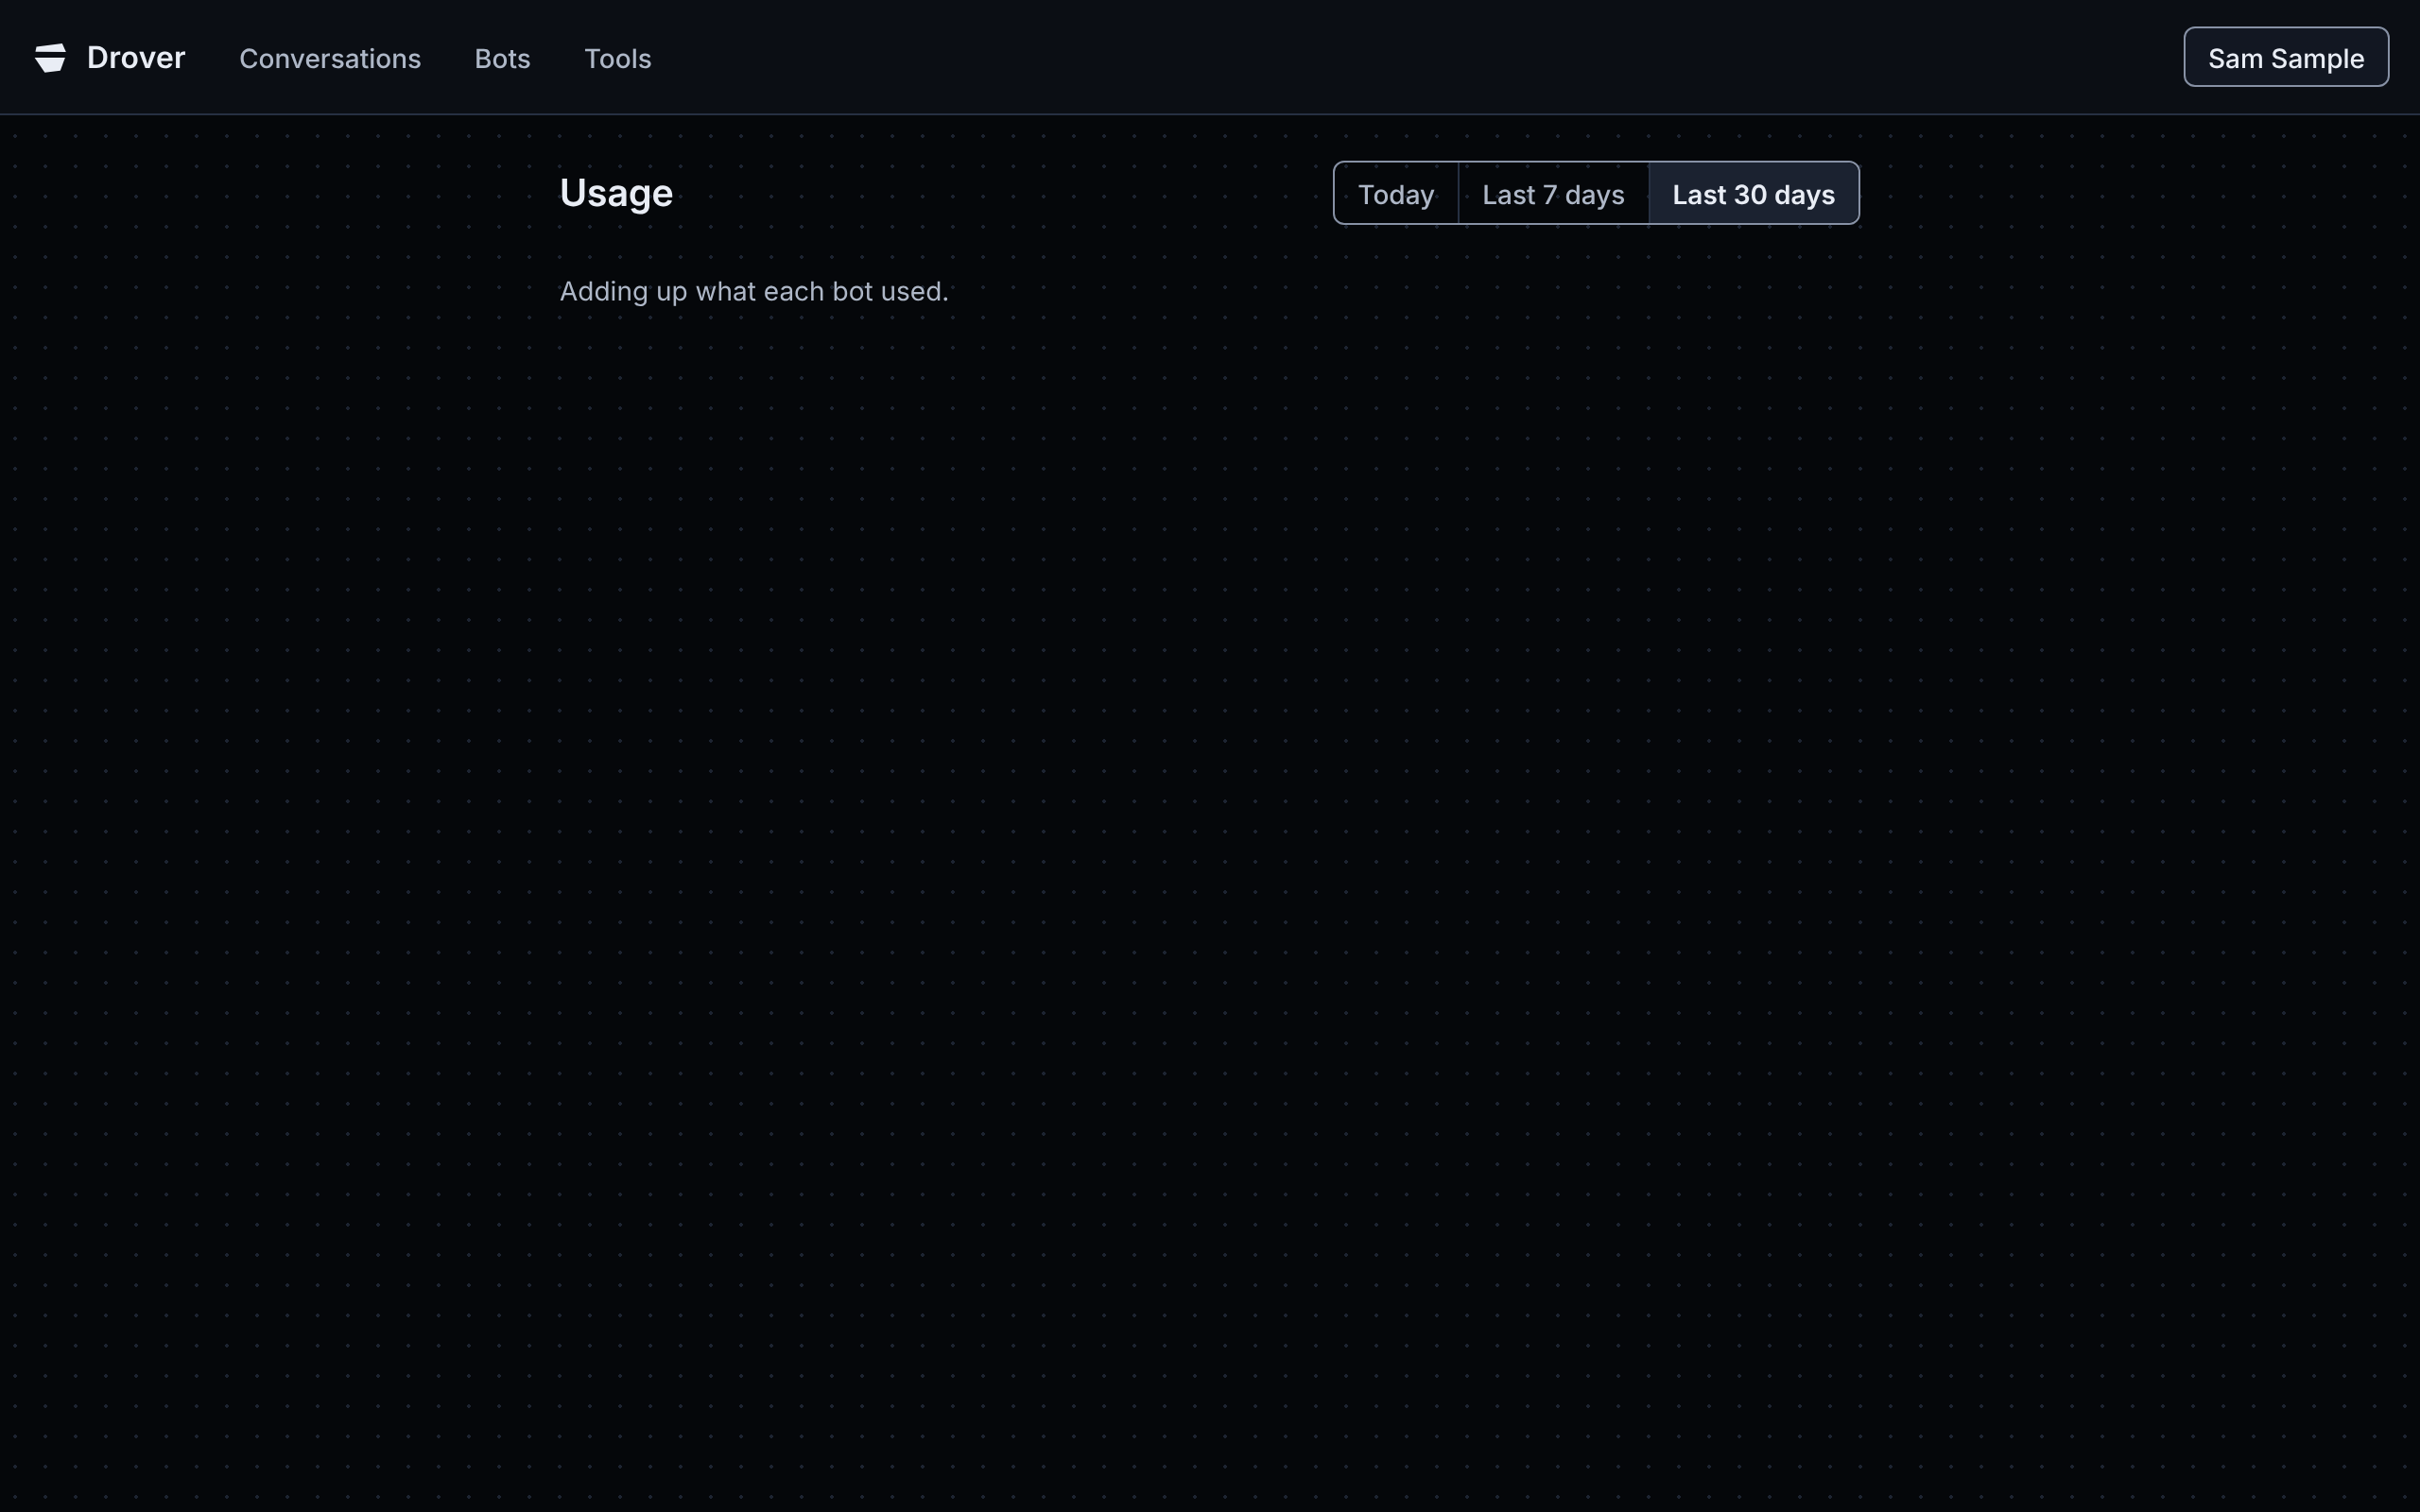 Drover Conversations Bots Tools Sam Sample
Usage Today Last 7 days Last 30 days
Adding up what each bot used.